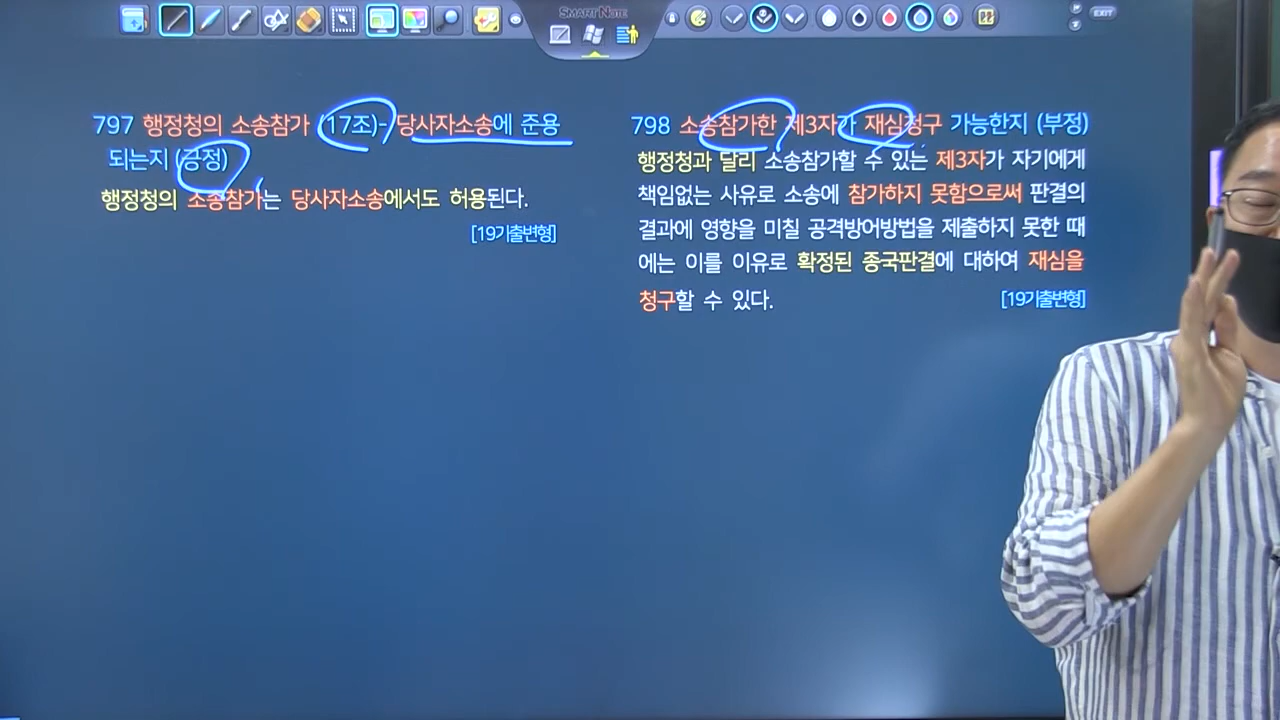 SMARTNOTE
EXIT
797 행정청의 소송참가 (17조)- 당사자소송에 준용
되는지 (긍정)
행정청의 소송참가는 당사자소송에서도 허용된다.
[19기출변형]
798 소송참가한 제3자가 재심청구 가능한지 (부정)
행정청과 달리 소송참가할 수 있는 제3자가 자기에게
책임없는 사유로 소송에 참가하지 못함으로써 판결의
결과에 영향을 미칠 공격방어방법을 제출하지 못한 때
에는 이를 이유로 확정된 종국판결에 대하여 재심을
청구할 수 있다.
[19기출변형]